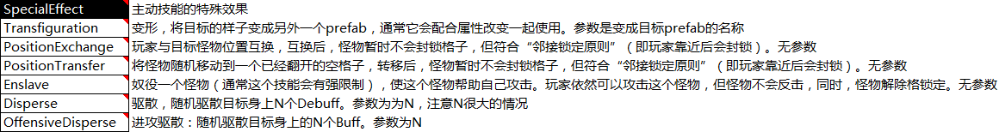 SpecialEffect 主动技能的特殊效果
Transfiguration 变形，将目标的样子变成另外一个prefab，通常它会配合属性改变一起使用。参数是变成目标prefab的名称
PositionExchange 玩家与目标怪物位置互换，互换后，怪物暂时不会封锁格子，但符合“邻接锁定原则”（即玩家靠近后会封锁）。无参数
PositionTransfer 将怪物随机移动到一个已经翻开的空格子，转移后，怪物暂时不会封锁格子，但符合“邻接锁定原则”（即玩家靠近后会封锁）。无参数
Enslave 奴役一个怪物（通常这个技能会有强限制），使这个怪物帮助自己攻击。玩家依然可以攻击这个怪物，但怪物不会反击，同时，怪物解除格锁定。无参数
Disperse 驱散，随机驱散目标身上N个Debuff。参数为为N，注意N很大的情况
OffensiveDisperse 进攻驱散：随机驱散目标身上的N个Buff。参数为N